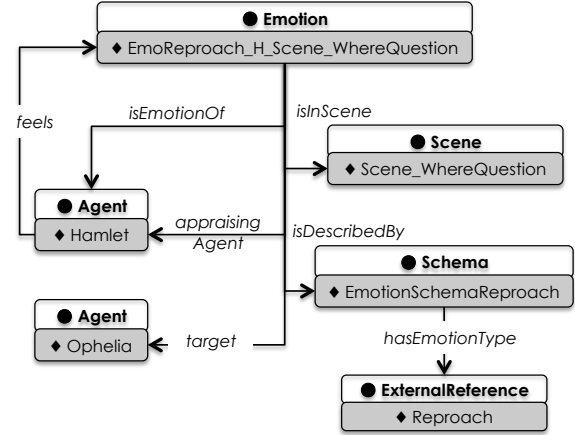 ● Emotion
♦ EmoReproach_H_Scene_WhereQuestion
isEmotionOf
isInScene
feels
● Scene
♦ Scene_WhereQuestion
● Agent
♦ Hamlet
appraising
Agent
isDescribedBy
● Schema
♦ EmotionSchemaReproach
● Agent
♦ Ophelia
target
hasEmotionType
● ExternalReference
♦ Reproach